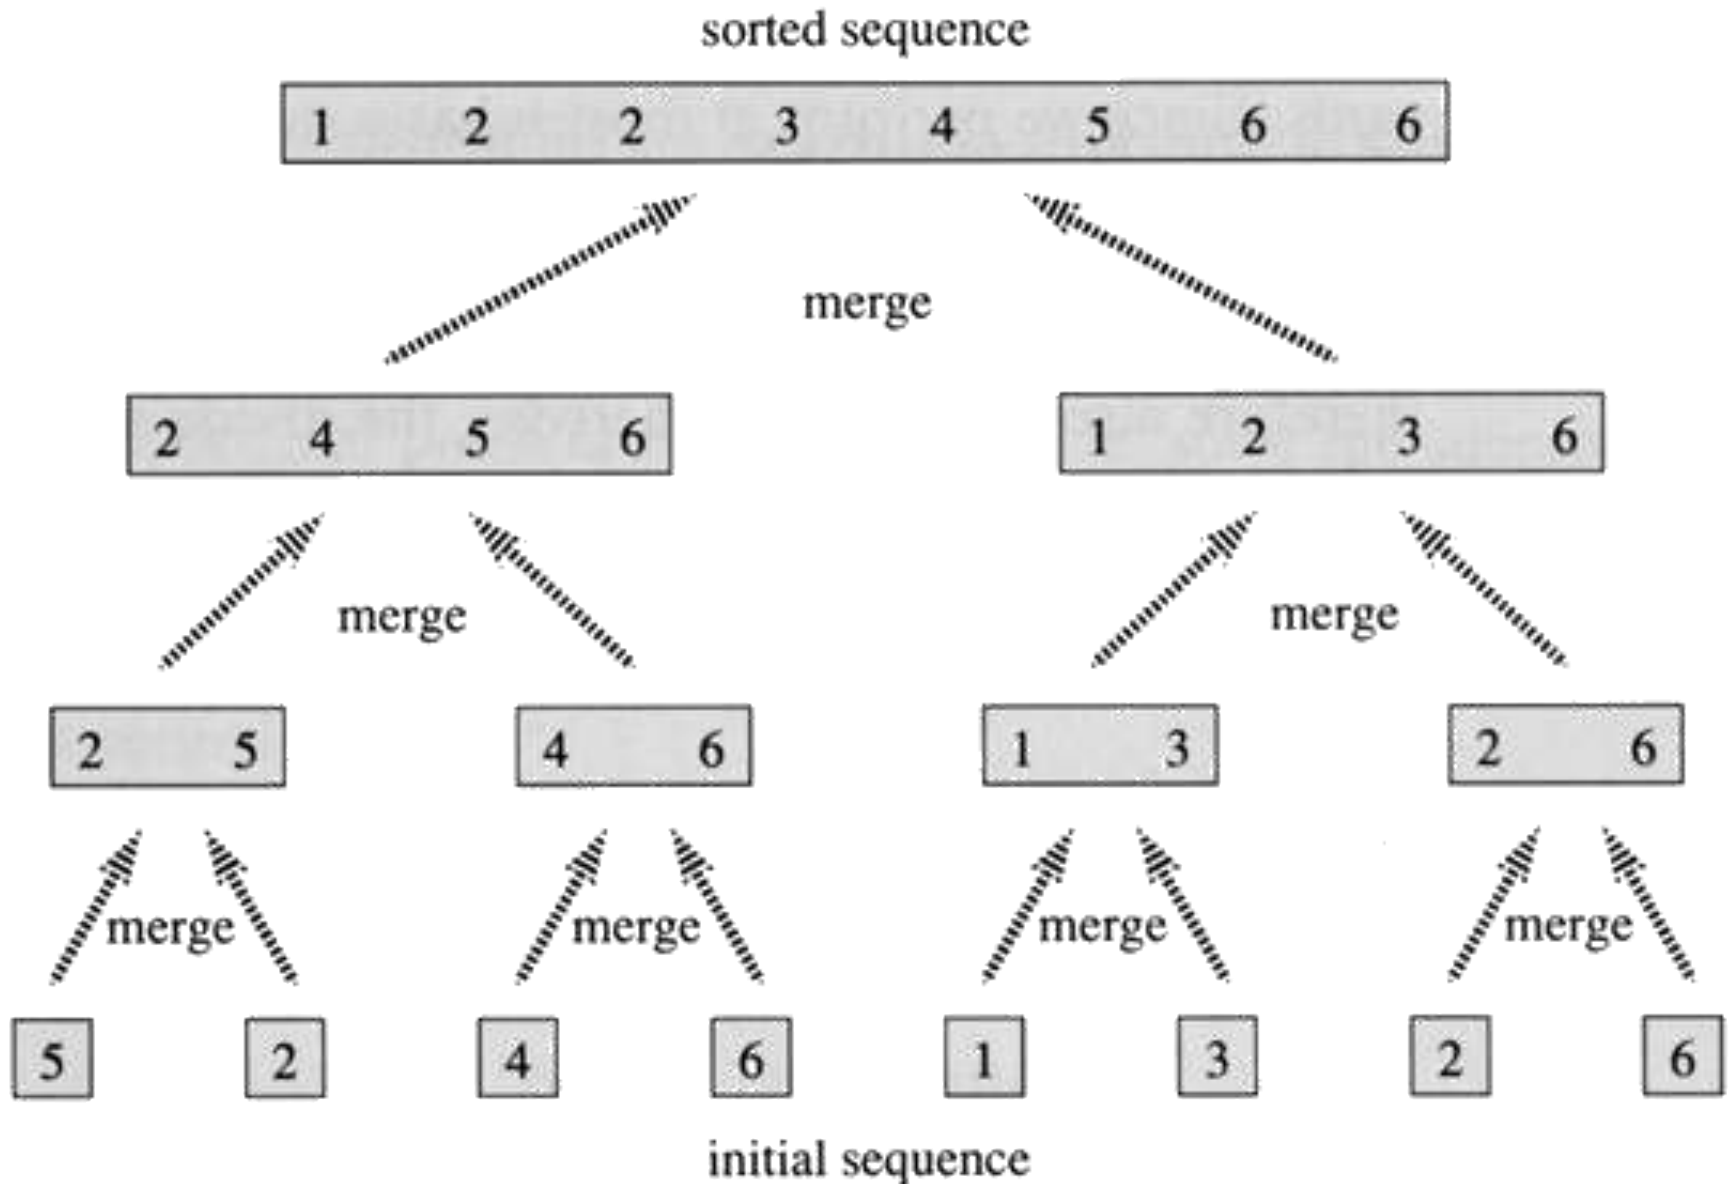 sorted sequence
1 2 2 3 4 5 6 6
merge
2 4 5 6 1 2 3 6
merge merge
2 5 4 6 1 3 2 6
merge merge merge merge
5 2 4 6 1 3 2 6
initial sequence